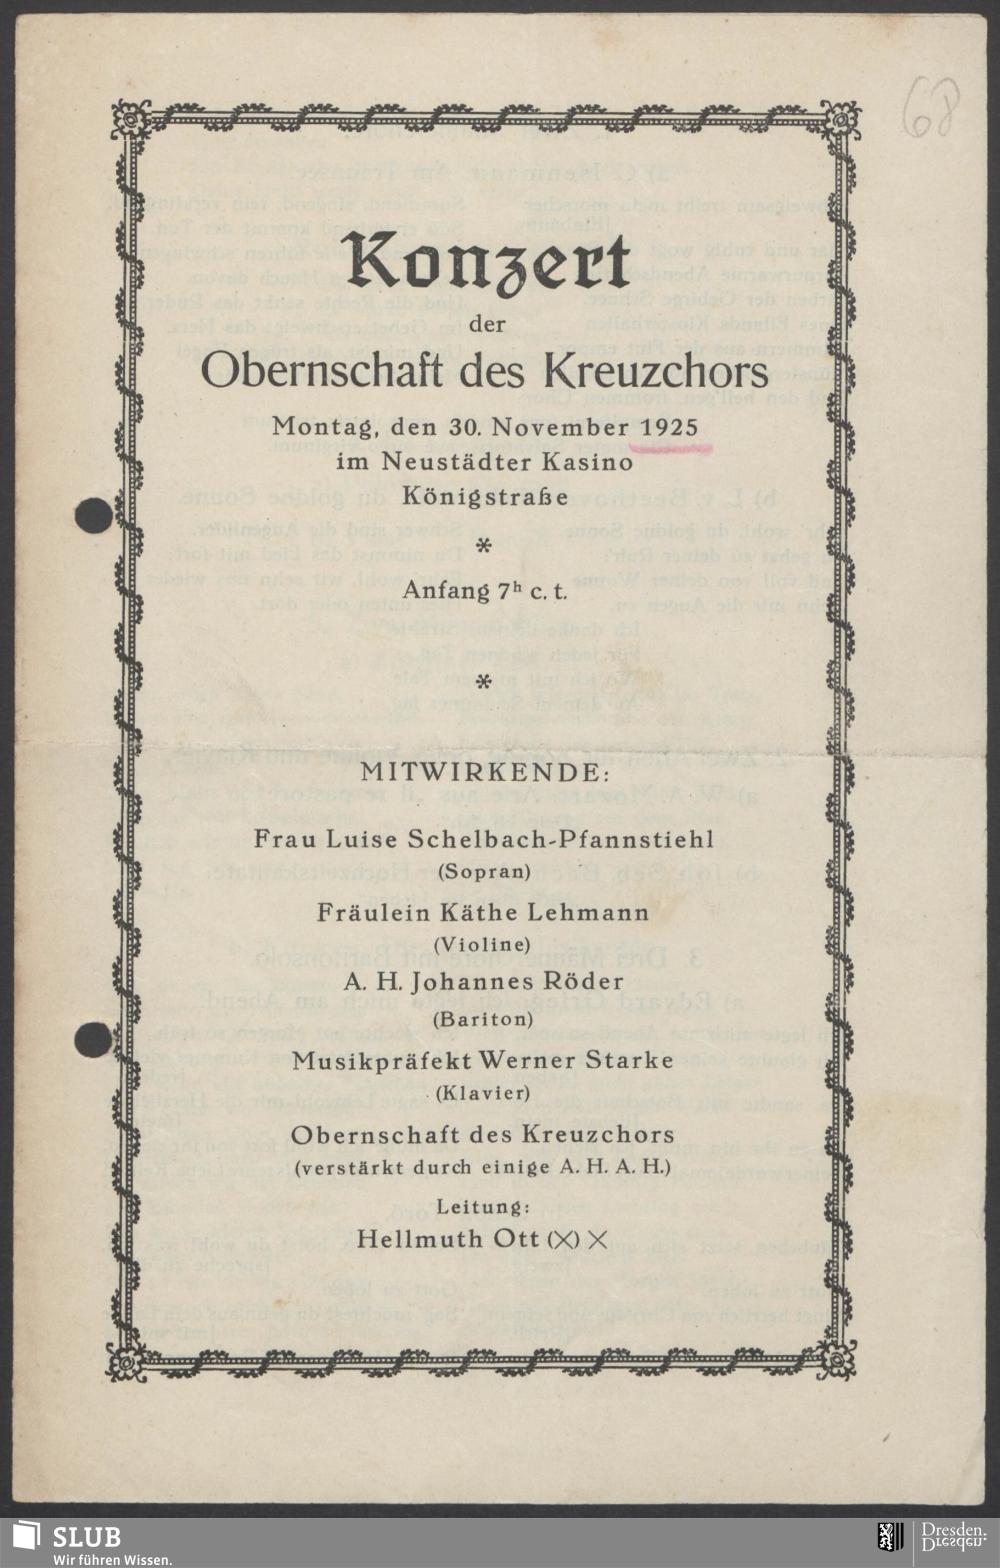 68
Konzert
der
Obernschaft des Kreuzchors
Montag, den 30. November 1925
im Neustädter Kasino
Königstraße
*
Anfang 7ʰ c. t.
*
MITWIRKENDE:
Frau Luise Schelbach-Pfannstiehl
(Sopran)
Fräulein Käthe Lehmann
(Violine)
A. H. Johannes Röder
(Bariton)
Musikpräfekt Werner Starke
(Klavier)
Obernschaft des Kreuzchors
(verstärkt durch einige A. H. A. H.)
Leitung:
Hellmuth Ott (X) X
SLUB
Wir führen Wissen.
Dresden.
Dresden.